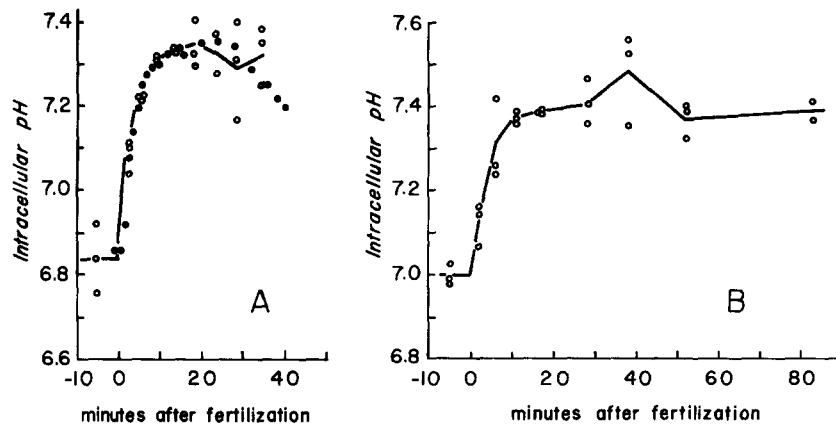 7.4
7.2
7.0
6.8
6.6
Intracellular pH
A
-10 0 20 40
minutes after fertilization
7.6
7.4
7.2
7.0
6.8
Intracellular pH
B
-10 0 20 40 60 80
minutes after fertilization